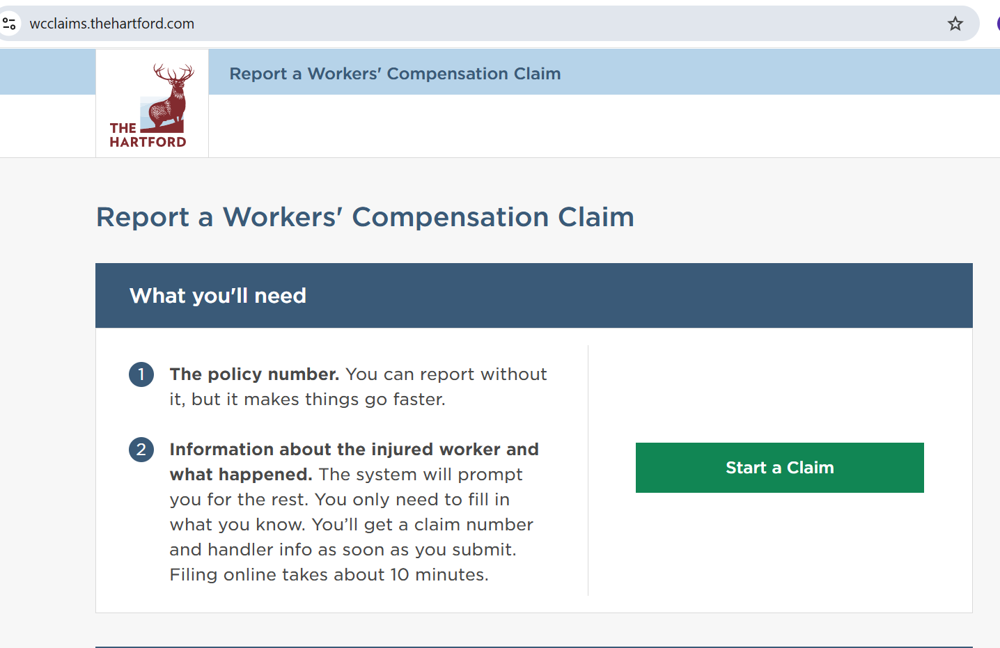 wcclaims.thehartford.com
Report a Workers' Compensation Claim
THE
HARTFORD
Report a Workers' Compensation Claim
What you'll need
1 The policy number. You can report without
it, but it makes things go faster.
2 Information about the injured worker and
what happened. The system will prompt
you for the rest. You only need to fill in
what you know. You’ll get a claim number
and handler info as soon as you submit.
Filing online takes about 10 minutes.
Start a Claim